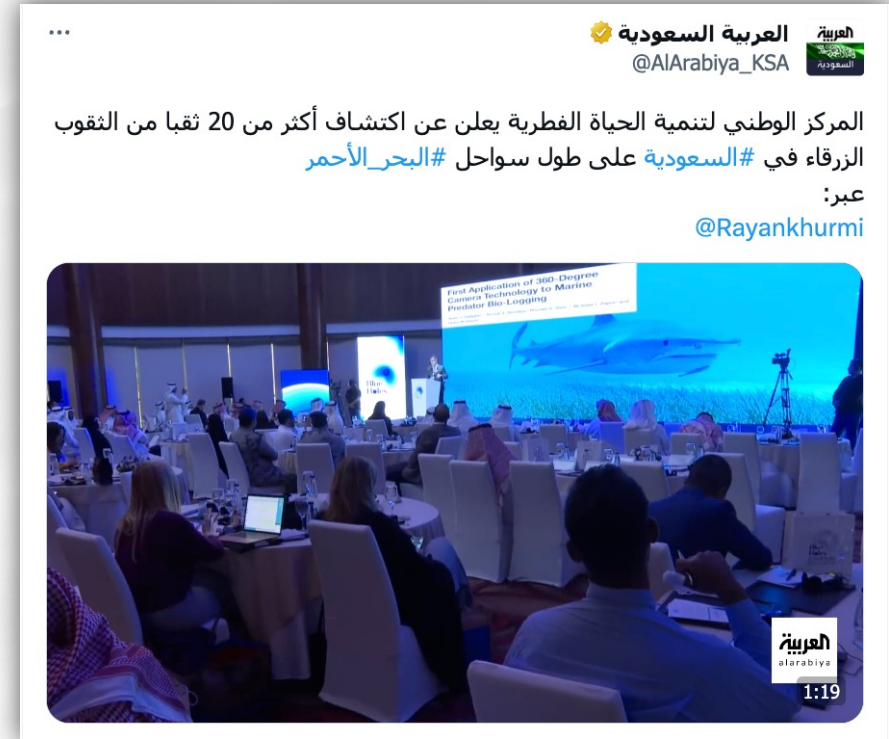 العربية السعودية
@AlArabiya_KSA
العربية
السعودية
المركز الوطني لتنمية الحياة الفطرية يعلن عن اكتشاف أكثر من 20 ثقبا من الثقوب
الزرقاء في #السعودية على طول سواحل #البحر_الأحمر
عبر:
@Rayankhurmi
First Application of 360-Degree
Camera Technology to Marine
Predator Bio-Logging
Blue
Holes
Blue
Holes
العربية
alarabiya
1:19